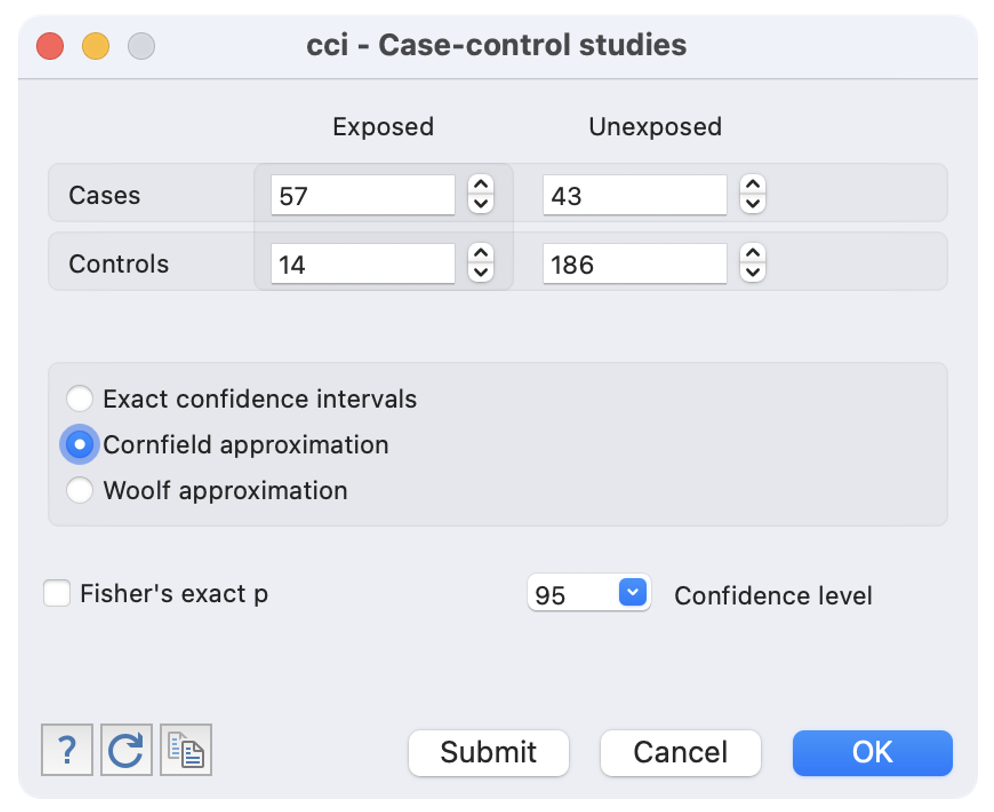 cci - Case-control studies
Exposed Unexposed
Cases 57 43
Controls 14 186
Exact confidence intervals
Cornfield approximation
Woolf approximation
Fisher's exact p 95 Confidence level
? Submit Cancel OK